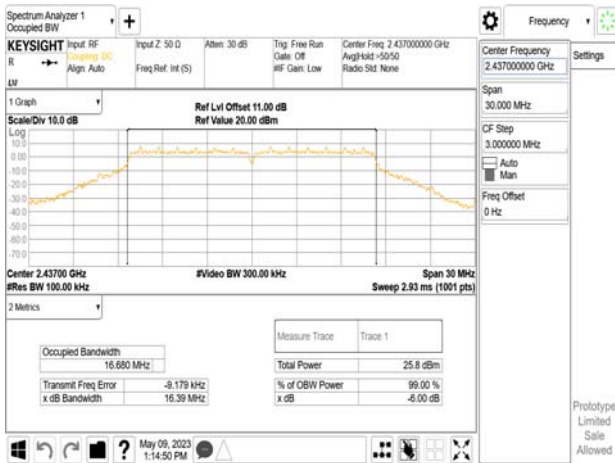 Spectrum Analyzer 1
Occupied BW
+
Frequency
KEYSIGHT
R
Input: RF
Coupling: DC
Align: Auto
Input Z: 50 Ω
Freq Ref: Int (S)
Atten: 30 dB
Trig: Free Run
Gate: Off
#IF Gain: Low
Center Freq: 2.437000000 GHz
Avg|Hold:>50/50
Radio Std: None
Center Frequency
2.437000000 GHz
Settings
Span
30.000 MHz
CF Step
3.000000 MHz
Auto
Man
Freq Offset
0 Hz
1 Graph
Scale/Div 10.0 dB
Ref Lvl Offset 11.00 dB
Ref Value 20.00 dBm
Log
10.0
0.00
-10.0
-20.0
-30.0
-40.0
-50.0
-60.0
-70.0
Center 2.43700 GHz
#Res BW 100.00 kHz
#Video BW 300.00 kHz
Span 30 MHz
Sweep 2.93 ms (1001 pts)
2 Metrics
Measure Trace
Trace 1
Occupied Bandwidth
16.680 MHz
Total Power
25.8 dBm
Transmit Freq Error
-9.179 kHz
% of OBW Power
99.00 %
x dB Bandwidth
16.39 MHz
x dB
-6.00 dB
?
May 09, 2023
1:14:50 PM
Prototype
Limited
Sale
Allowed